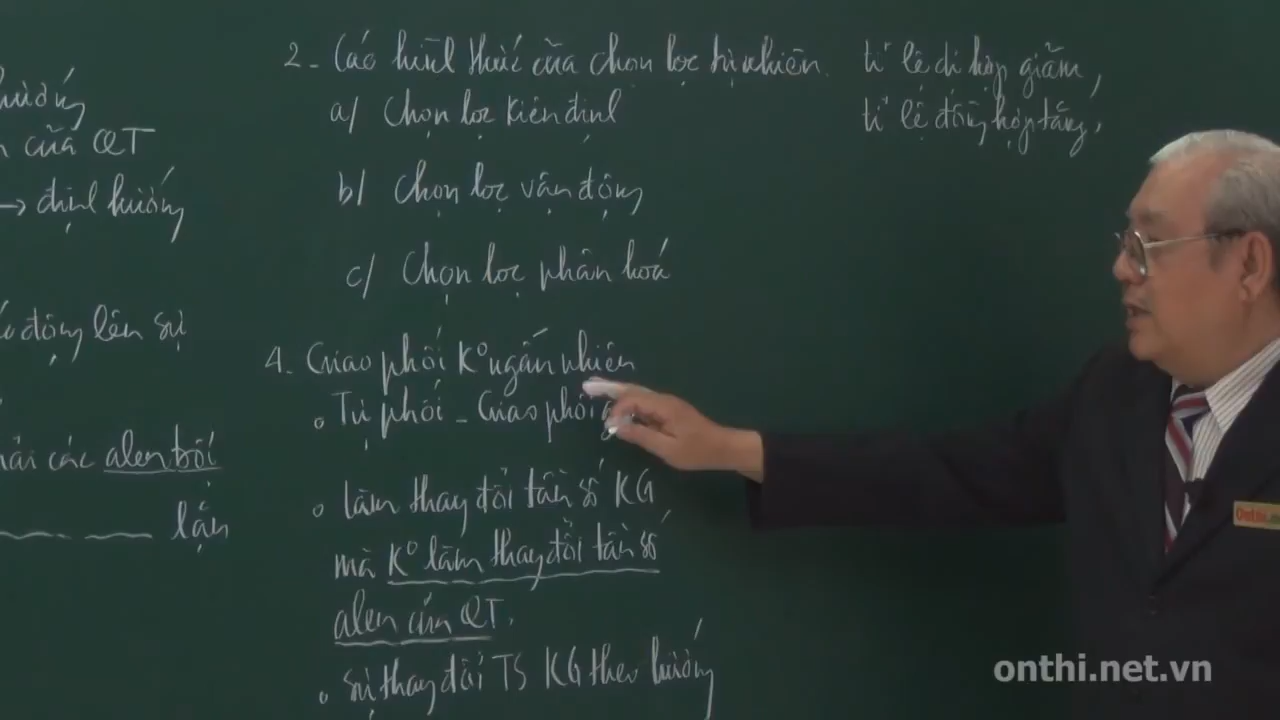 hướng
của QT
→ định hướng
động lên sự
các alen trội
lặn
2 - Các hình thức của chọn lọc tự nhiên.
a/ Chọn lọc kiên định
b/ Chọn lọc vận động
c/ Chọn lọc phân hoá
4. Giao phối K° ngẫu nhiên
• Tự phối - Giao phối g
• làm thay đổi tần số KG
mà K° làm thay đổi tần số
alen của QT.
• sự thay đổi TS KG theo hướng
tỉ lệ dị hợp giảm,
tỉ lệ đồng hợp tăng,
Onthi
onthi.net.vn